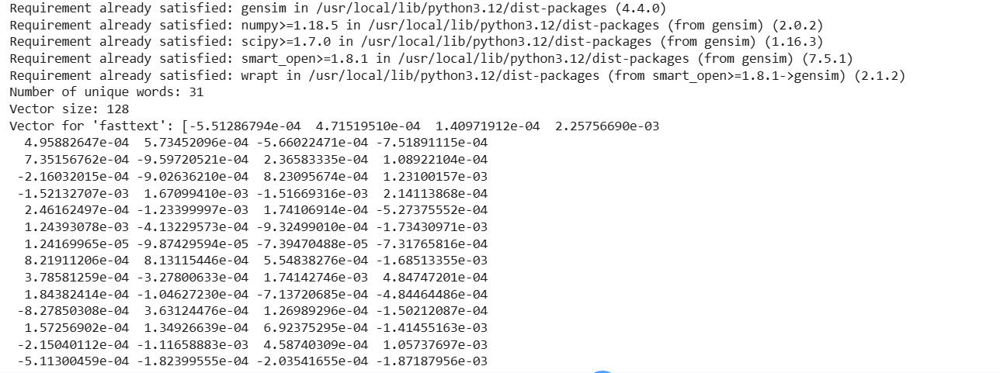 Requirement already satisfied: gensim in /usr/local/lib/python3.12/dist-packages (4.4.0)
Requirement already satisfied: numpy>=1.18.5 in /usr/local/lib/python3.12/dist-packages (from gensim) (2.0.2)
Requirement already satisfied: scipy>=1.7.0 in /usr/local/lib/python3.12/dist-packages (from gensim) (1.16.3)
Requirement already satisfied: smart_open>=1.8.1 in /usr/local/lib/python3.12/dist-packages (from gensim) (7.5.1)
Requirement already satisfied: wrapt in /usr/local/lib/python3.12/dist-packages (from smart_open>=1.8.1->gensim) (2.1.2)
Number of unique words: 31
Vector size: 128
Vector for 'fasttext': [-5.51286794e-04  4.71519510e-04  1.40971912e-04  2.25756690e-03
  4.95882647e-04  5.73452096e-04 -5.66022471e-04 -7.51891115e-04
  7.35156762e-04 -9.59720521e-04  2.36583335e-04  1.08922104e-04
 -2.16032015e-04 -9.02636210e-04  8.23095674e-04  1.23100157e-03
 -1.52132707e-03  1.67099410e-03 -1.51669316e-03  2.14113868e-04
  2.46162497e-04 -1.23399997e-03  1.74106914e-04 -5.27375552e-04
  1.24393078e-03 -4.13229573e-04 -9.32499010e-04 -1.73430971e-03
  1.24169965e-05 -9.87429594e-05 -7.39470488e-05 -7.31765816e-04
  8.21911206e-04  8.13115446e-04  5.54838276e-04 -1.68513355e-03
  3.78581259e-04 -3.27800633e-04  1.74142746e-03  4.84747201e-04
  1.84382414e-04 -1.04627230e-04 -7.13720685e-04 -4.84464486e-04
 -8.27850308e-04  3.63124476e-04  1.26989296e-04 -1.50212087e-04
  1.57256902e-04  1.34926639e-04  6.92375295e-04 -1.41455163e-03
 -2.15040112e-04 -1.11658883e-03  4.58740309e-04  1.05737697e-03
 -5.11300459e-04 -1.82399555e-04 -2.03541655e-04 -1.87187956e-03